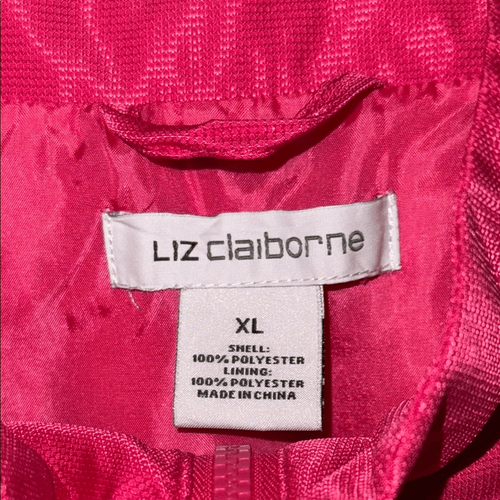 LIZ claiborne
XL
SHELL:
100% POLYESTER
LINING:
100% POLYESTER
MADE IN CHINA